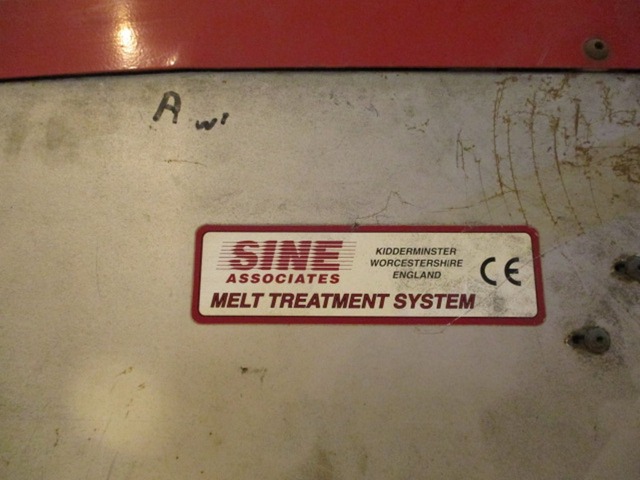 A w'
SINE
ASSOCIATES
KIDDERMINSTER
WORCESTERSHIRE
ENGLAND
CE
MELT TREATMENT SYSTEM